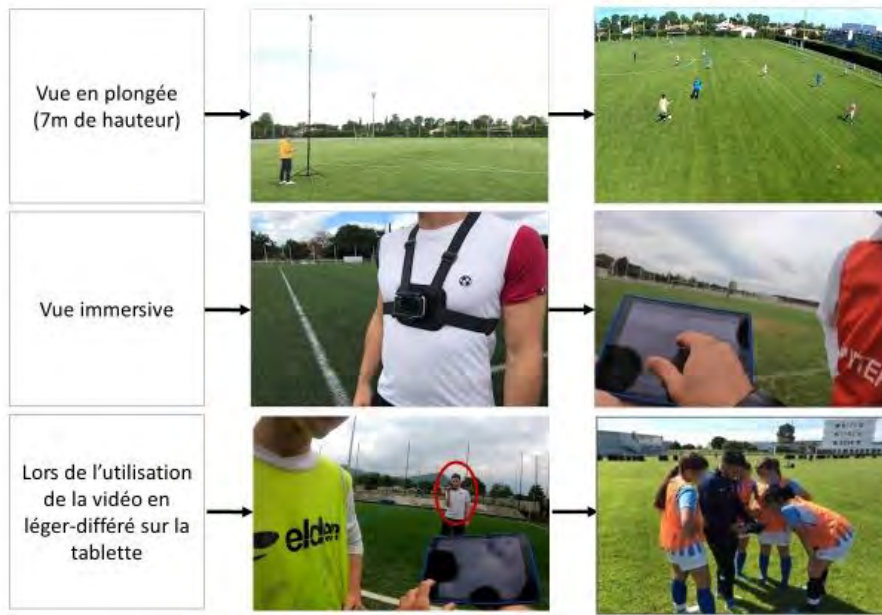 Vue en plongée
(7m de hauteur)
Vue immersive
Lors de l'utilisation
de la vidéo en
léger-différé sur la
tablette